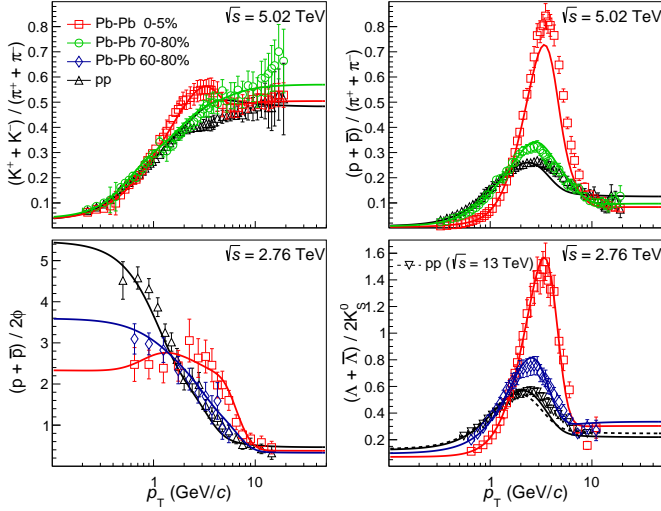 (K⁺ + K⁻) / (π⁺ + π⁻)
0.8
0.7
0.6
0.5
0.4
0.3
0.2
0.1
Pb-Pb 0-5%
Pb-Pb 70-80%
Pb-Pb 60-80%
pp
√s = 5.02 TeV
(p + p̅) / (π⁺ + π⁻)
0.8
0.7
0.6
0.5
0.4
0.3
0.2
0.1
√s = 5.02 TeV
(p + p̅) / 2ϕ
5
4
3
2
1
√s = 2.76 TeV
1
10
p_T (GeV/c)
(Λ + Λ̅) / 2K⁰_S
1.6
1.4
1.2
1.0
0.8
0.6
0.4
0.2
√s = 2.76 TeV
pp (√s = 13 TeV)
1
10
p_T (GeV/c)